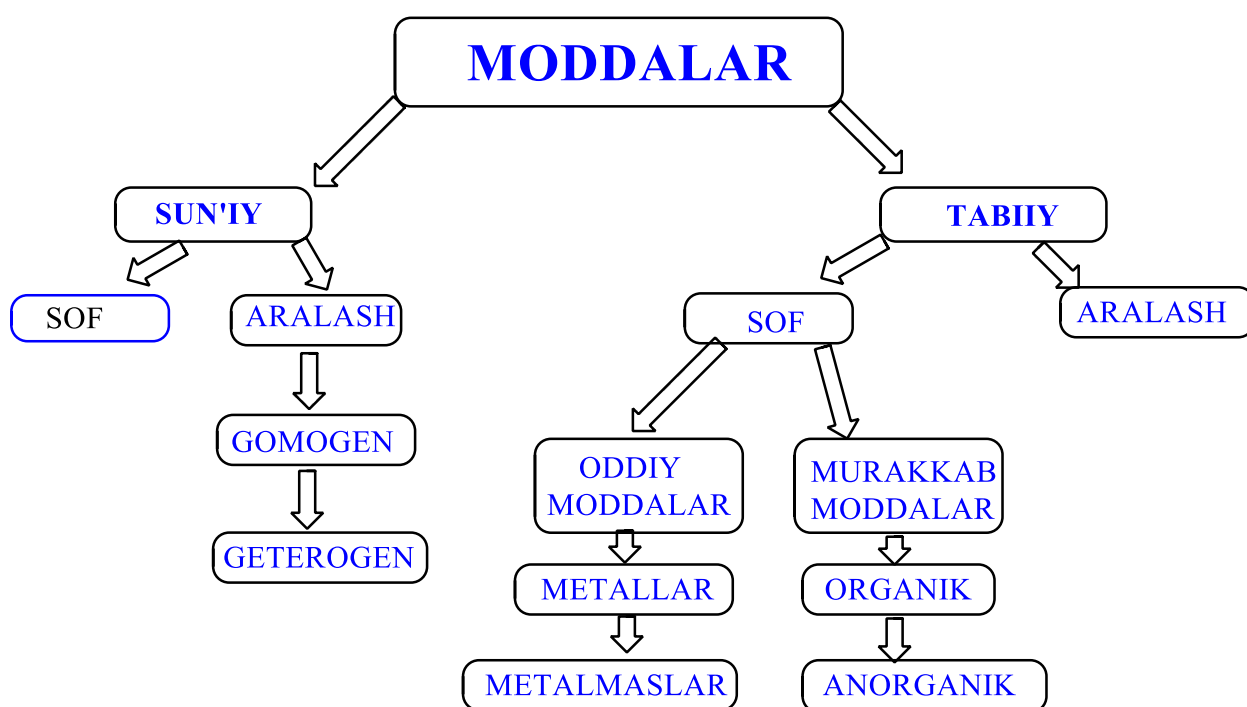 MODDALAR
SUN'IY
TABIIY
SOF
ARALASH
SOF
ARALASH
GOMOGEN
ODDIY
MODDALAR
MURAKKAB
MODDALAR
GETEROGEN
METALLAR
ORGANIK
METALMASLAR
ANORGANIK